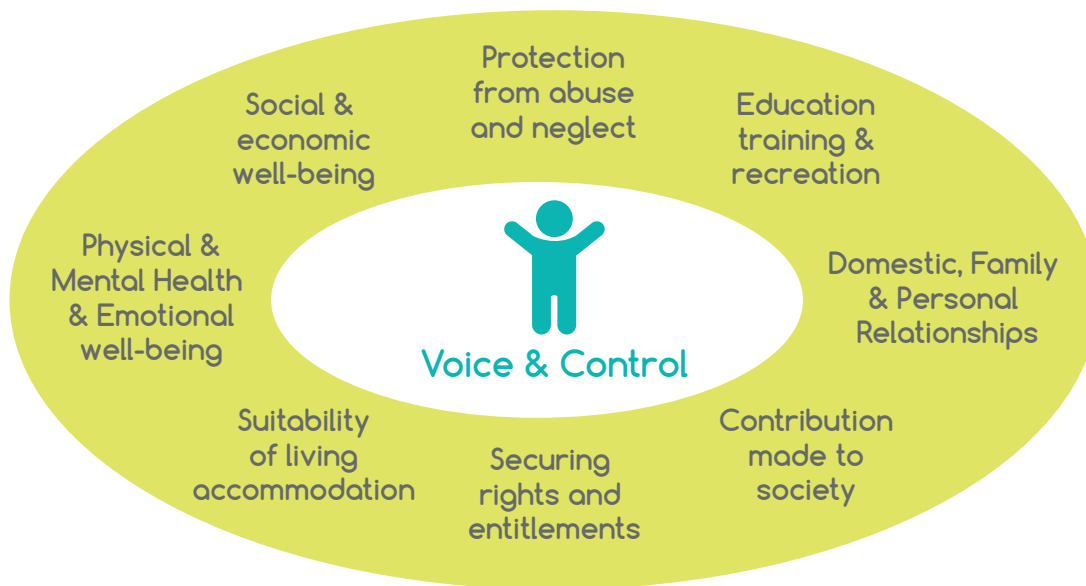 Protection
from abuse
and neglect
Education
training &
recreation
Domestic, Family
& Personal
Relationships
Contribution
made to
society
Securing
rights and
entitlements
Suitability
of living
accommodation
Physical &
Mental Health
& Emotional
well-being
Social &
economic
well-being
Voice & Control